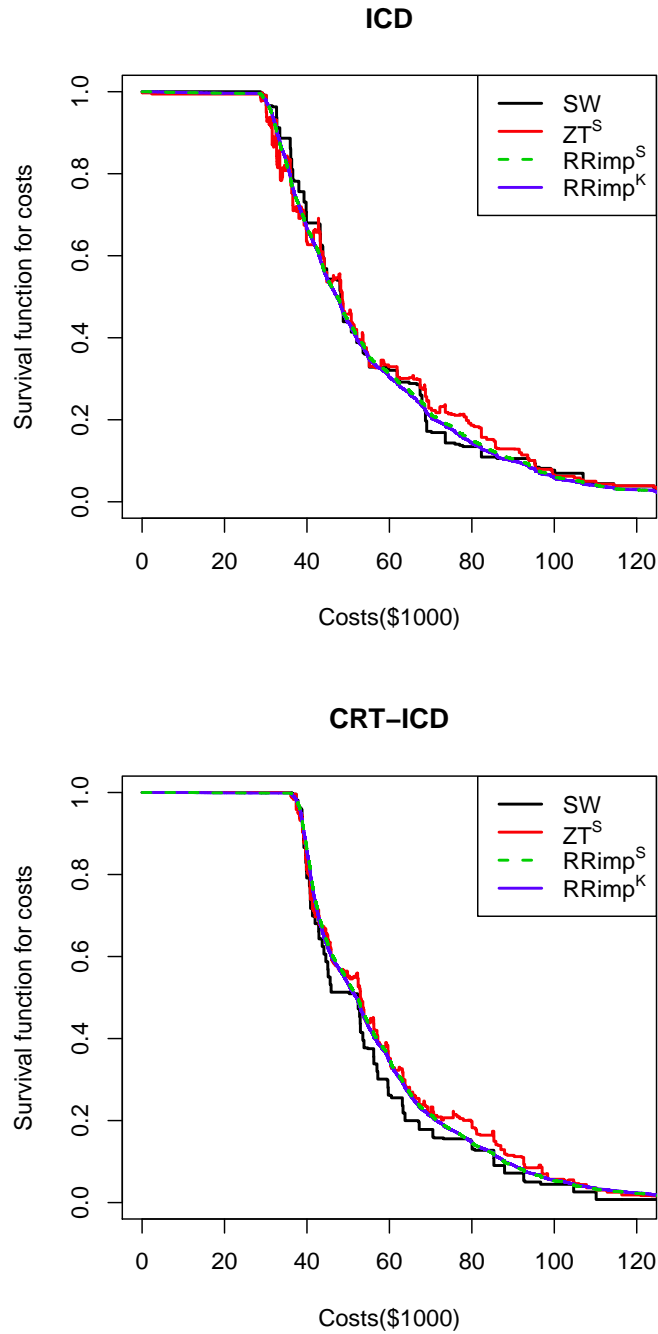 ICD
Survival function for costs
1.0
0.8
0.6
0.4
0.2
0.0
SW
ZT^S
RRimp^S
RRimp^K
0 20 40 60 80 100 120
Costs($1000)
CRT−ICD
Survival function for costs
1.0
0.8
0.6
0.4
0.2
0.0
SW
ZT^S
RRimp^S
RRimp^K
0 20 40 60 80 100 120
Costs($1000)